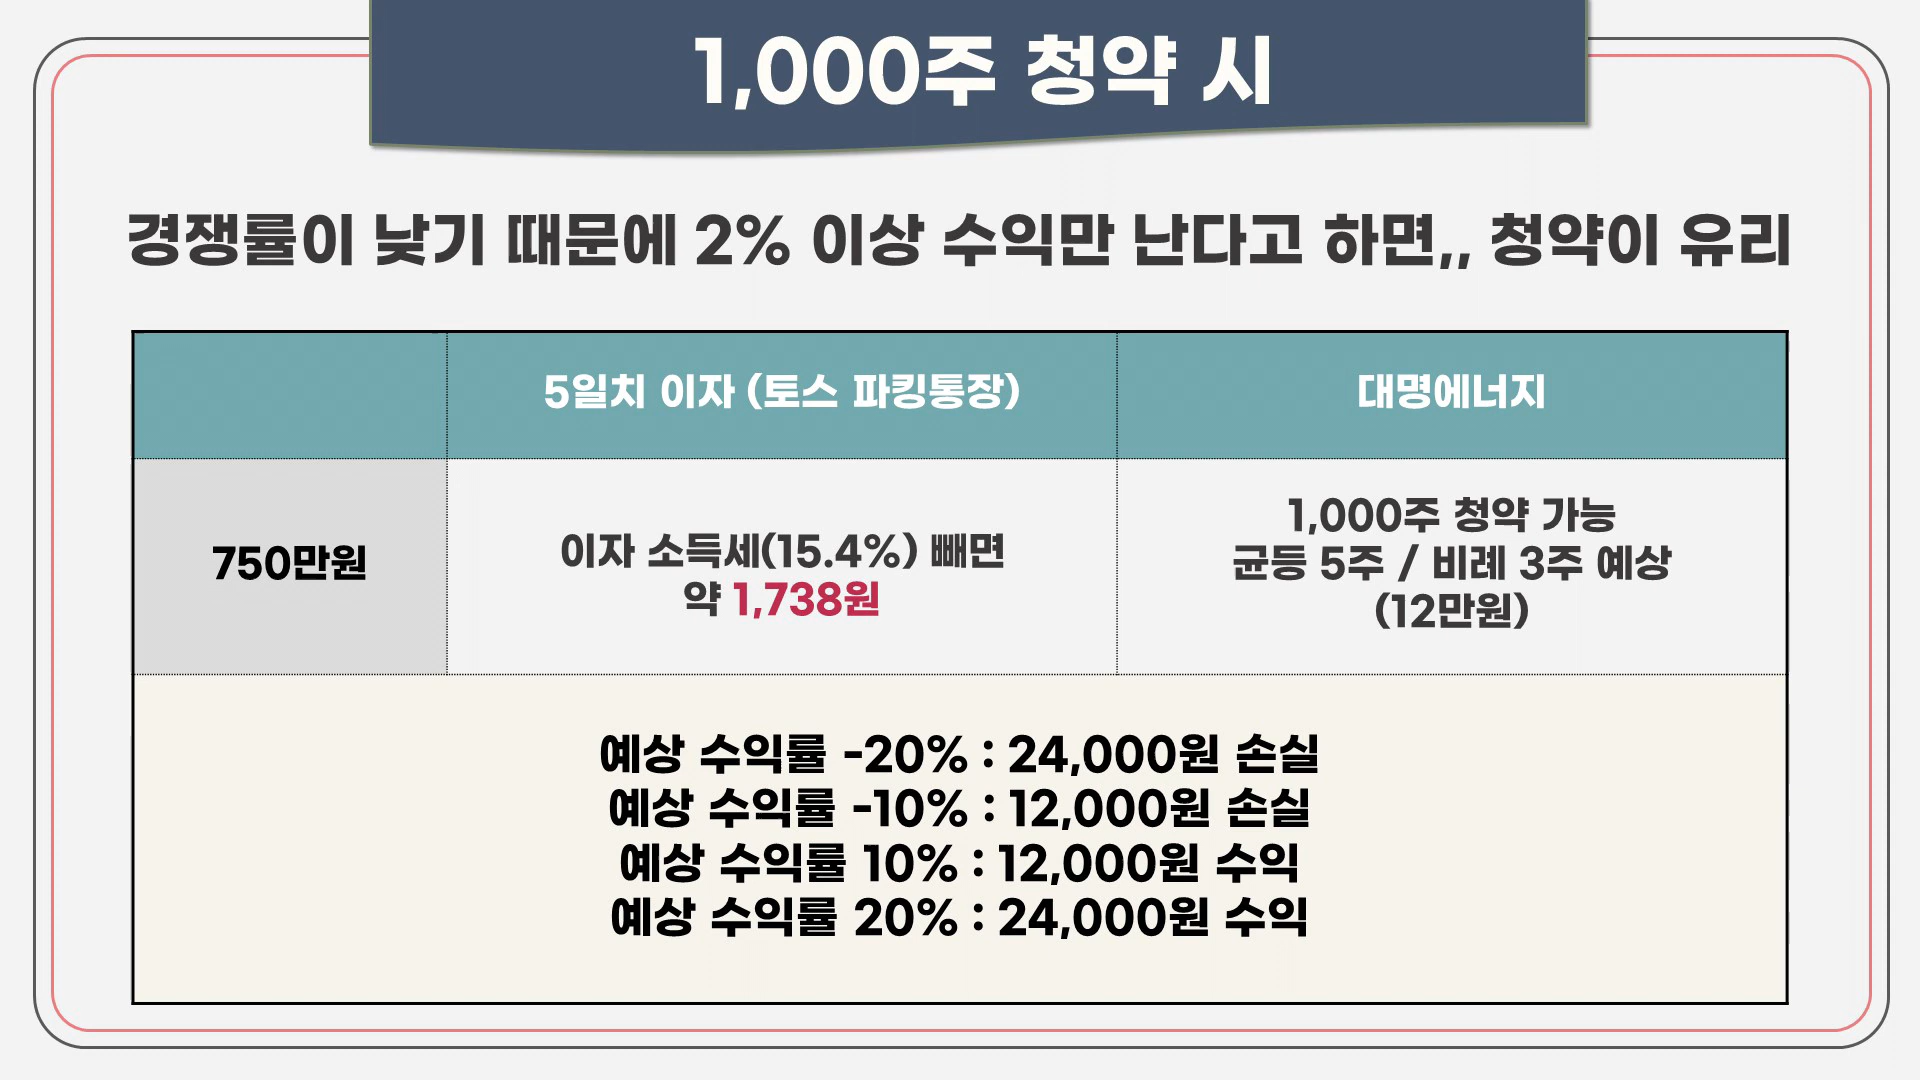 1,000주 청약 시
경쟁률이 낮기 때문에 2% 이상 수익만 난다고 하면,, 청약이 유리
5일치 이자 (토스 파킹통장)
대명에너지
750만원
이자 소득세(15.4%) 빼면
약 1,738원
1,000주 청약 가능
균등 5주 / 비례 3주 예상
(12만원)
예상 수익률 -20% : 24,000원 손실
예상 수익률 -10% : 12,000원 손실
예상 수익률 10% : 12,000원 수익
예상 수익률 20% : 24,000원 수익